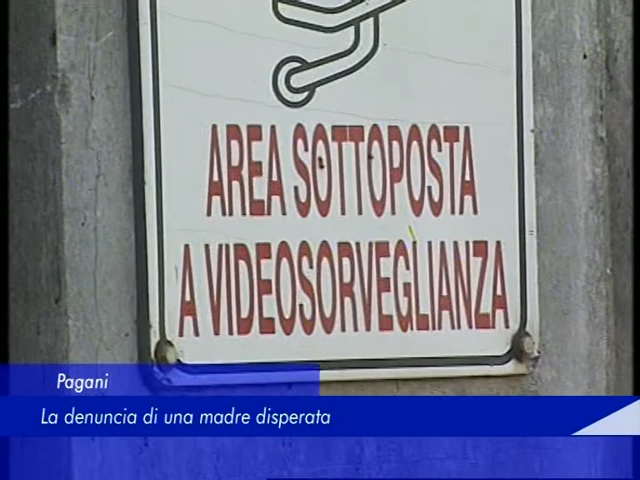 AREA SOTTOPOSTA
A VIDEOSORVEGLIANZA
Pagani
La denuncia di una madre disperata